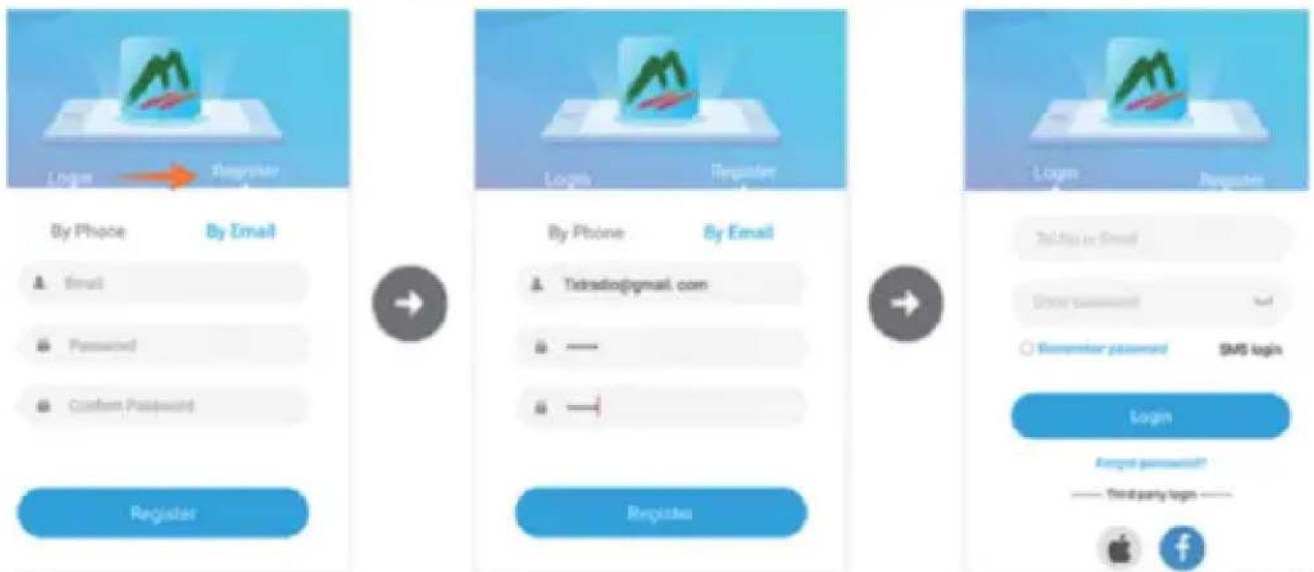 Login Register
By Phone By Email
Email
Password
Confirm Password
Register
Login Register
By Phone By Email
Tidradio@gmail.com
Register
Login Register
Tel.No or Email
Enter password
Remember password SMS login
Login
Forgot password?
Third party login